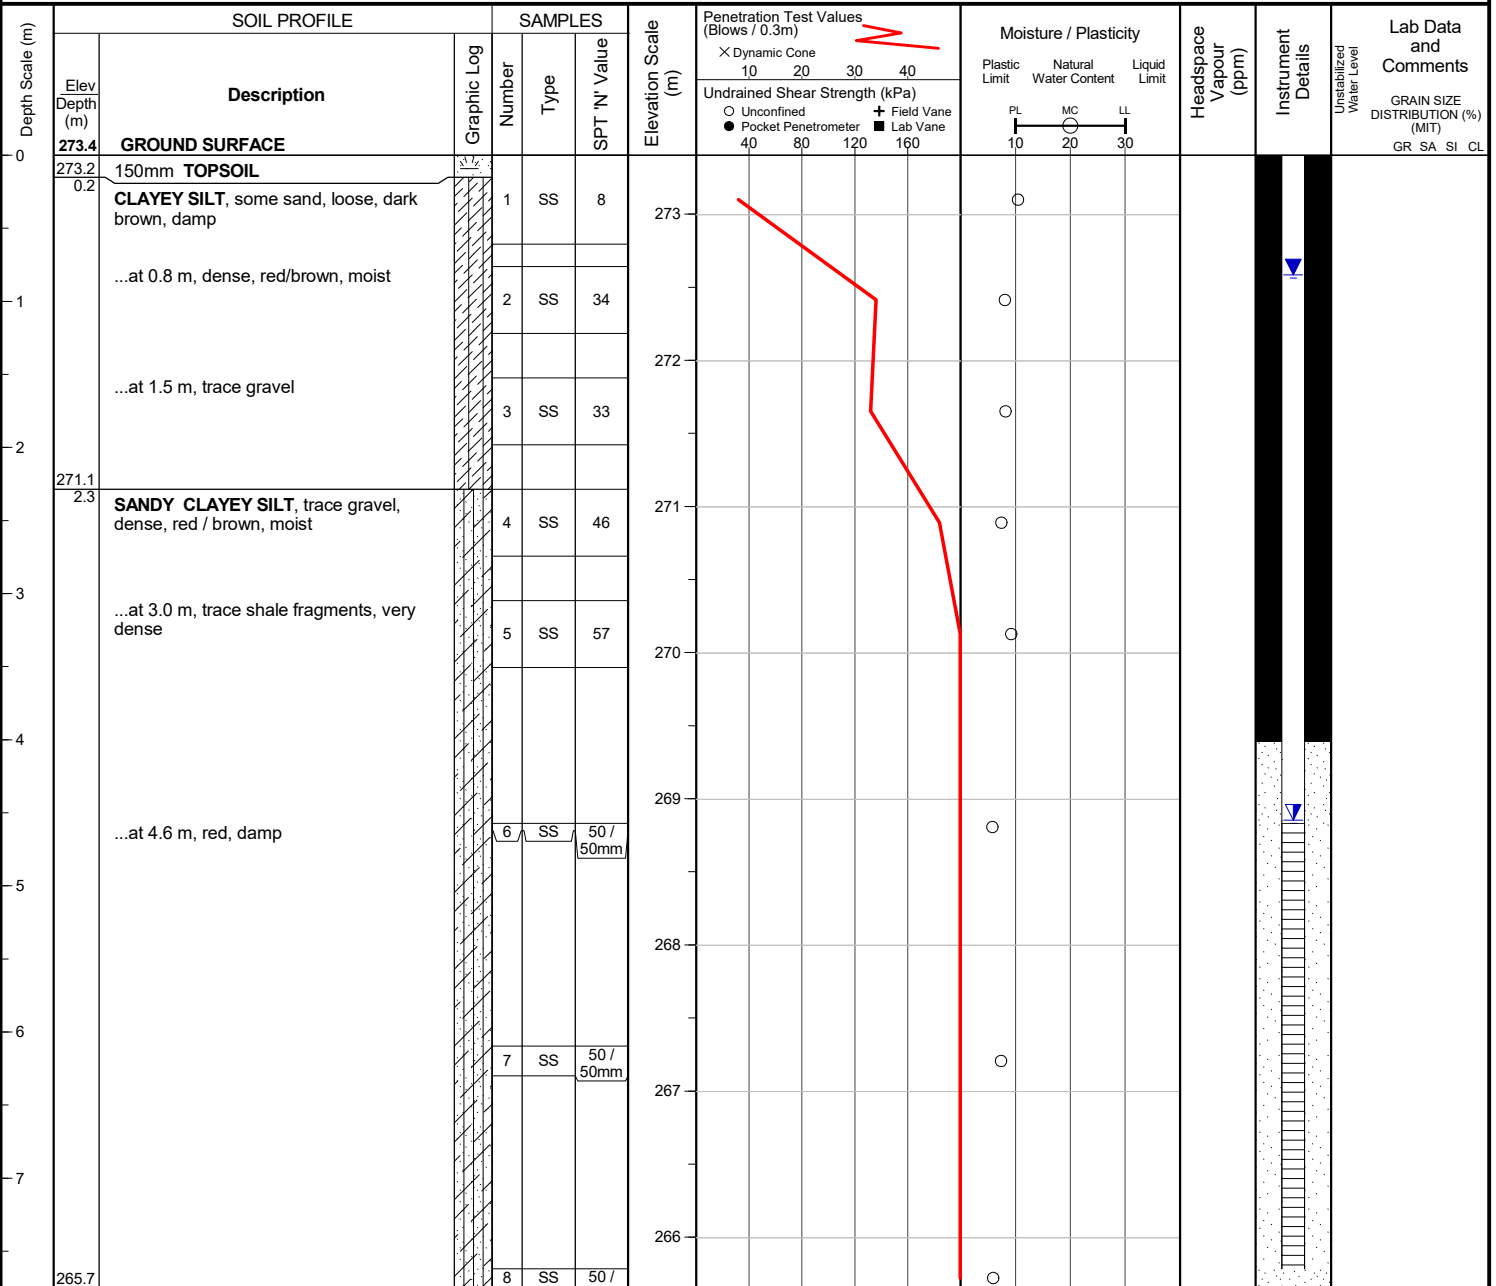 Depth Scale (m)
SOIL PROFILE
Elev
Depth
(m)
Description
Graphic Log
SAMPLES
Number
Type
SPT 'N' Value
Elevation Scale
(m)
Penetration Test Values
(Blows / 0.3m)
× Dynamic Cone
10 20 30 40
Undrained Shear Strength (kPa)
Unconfined + Field Vane
Pocket Penetrometer Lab Vane
40 80 120 160
Moisture / Plasticity
Plastic Limit
Natural Water Content
Liquid Limit
PL MC LL
10 20 30
Headspace
Vapour
(ppm)
Instrument
Details
Unstabilized
Water Level
Lab Data
and
Comments
GRAIN SIZE
DISTRIBUTION (%)
(MIT)
GR SA SI CL
273.4 GROUND SURFACE
0
273.2 150mm TOPSOIL
0.2
CLAYEY SILT, some sand, loose, dark
brown, damp
1 SS 8
273
...at 0.8 m, dense, red/brown, moist
1
2 SS 34
272
...at 1.5 m, trace gravel
3 SS 33
2
271.1
2.3
SANDY CLAYEY SILT, trace gravel,
dense, red / brown, moist
4 SS 46
271
3
...at 3.0 m, trace shale fragments, very
dense
5 SS 57
270
4
269
...at 4.6 m, red, damp
6 SS 50 /
50mm
5
268
6
7 SS 50 /
50mm
267
7
266
265.7
8 SS 50 /